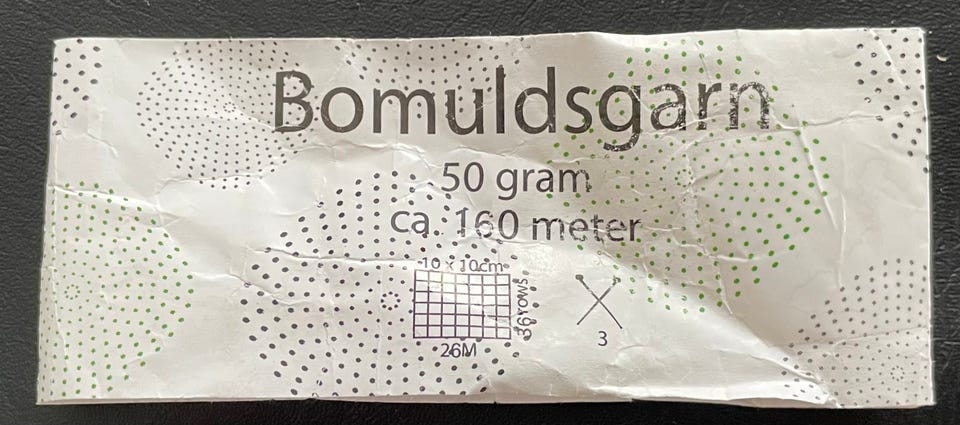 Bomuldsgarn
50 gram
ca. 160 meter
10 x 10cm
36rows
26M
3